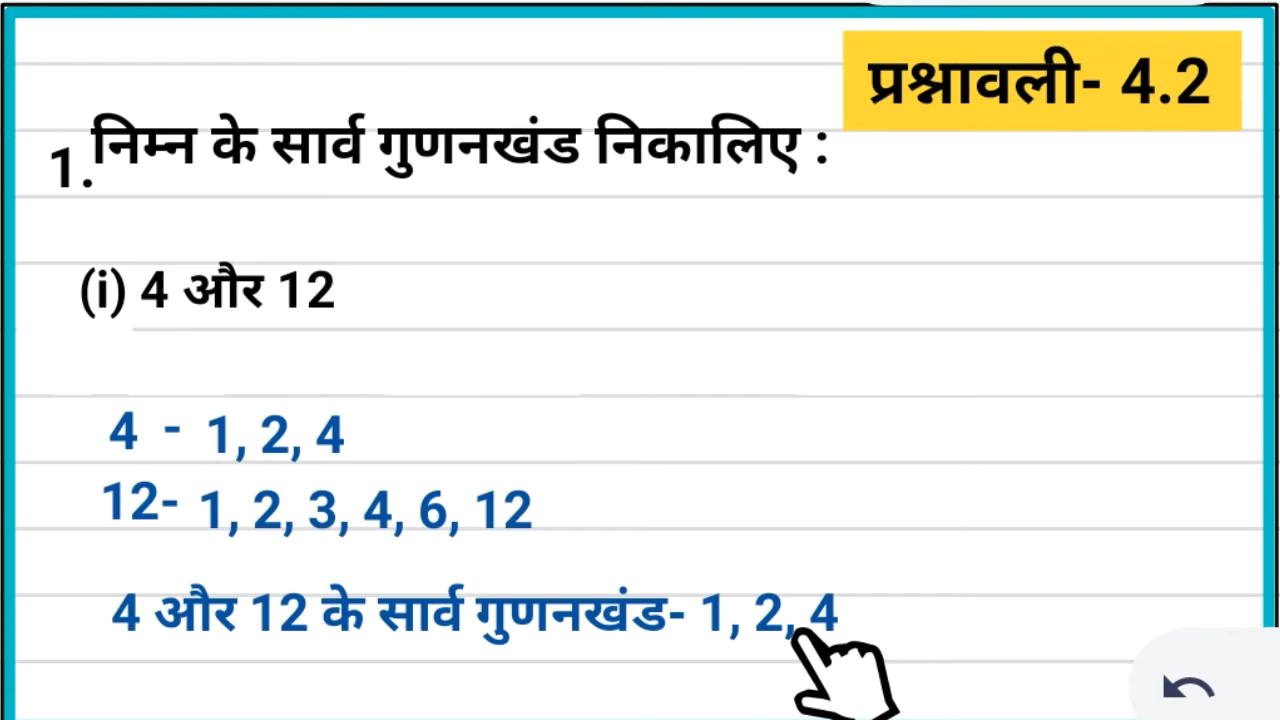 प्रश्नावली- 4.2
1. निम्न के सार्व गुणनखंड निकालिए :
(i) 4 और 12
4 - 1, 2, 4
12- 1, 2, 3, 4, 6, 12
4 और 12 के सार्व गुणनखंड- 1, 2, 4